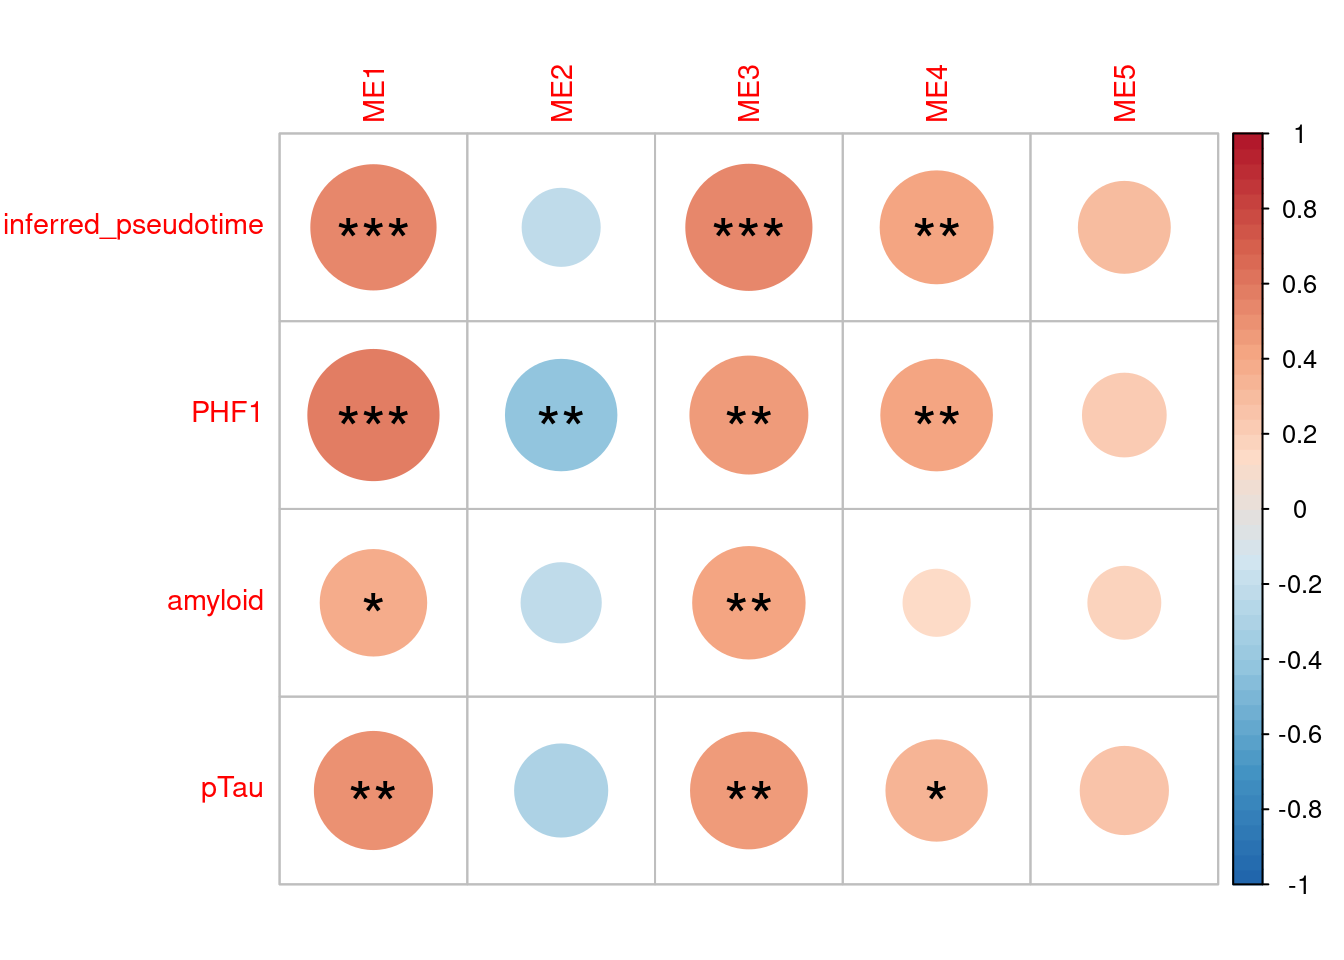 ME1 ME2 ME3 ME4 ME5
inferred_pseudotime *** *** **
PHF1 *** ** ** **
amyloid * **
pTau ** ** *
1
0.8
0.6
0.4
0.2
0
-0.2
-0.4
-0.6
-0.8
-1